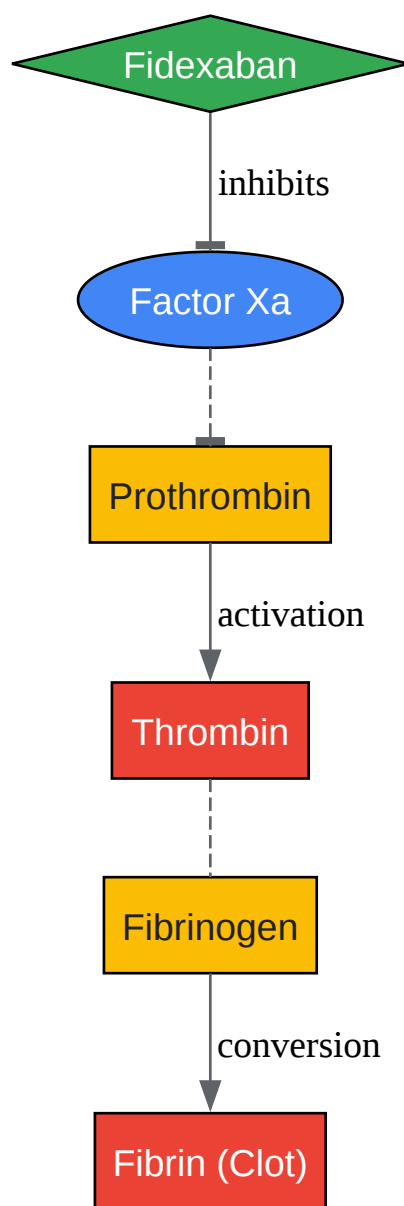 Fidexaban
inhibits
Factor Xa
Prothrombin
activation
Thrombin
Fibrinogen
conversion
Fibrin (Clot)